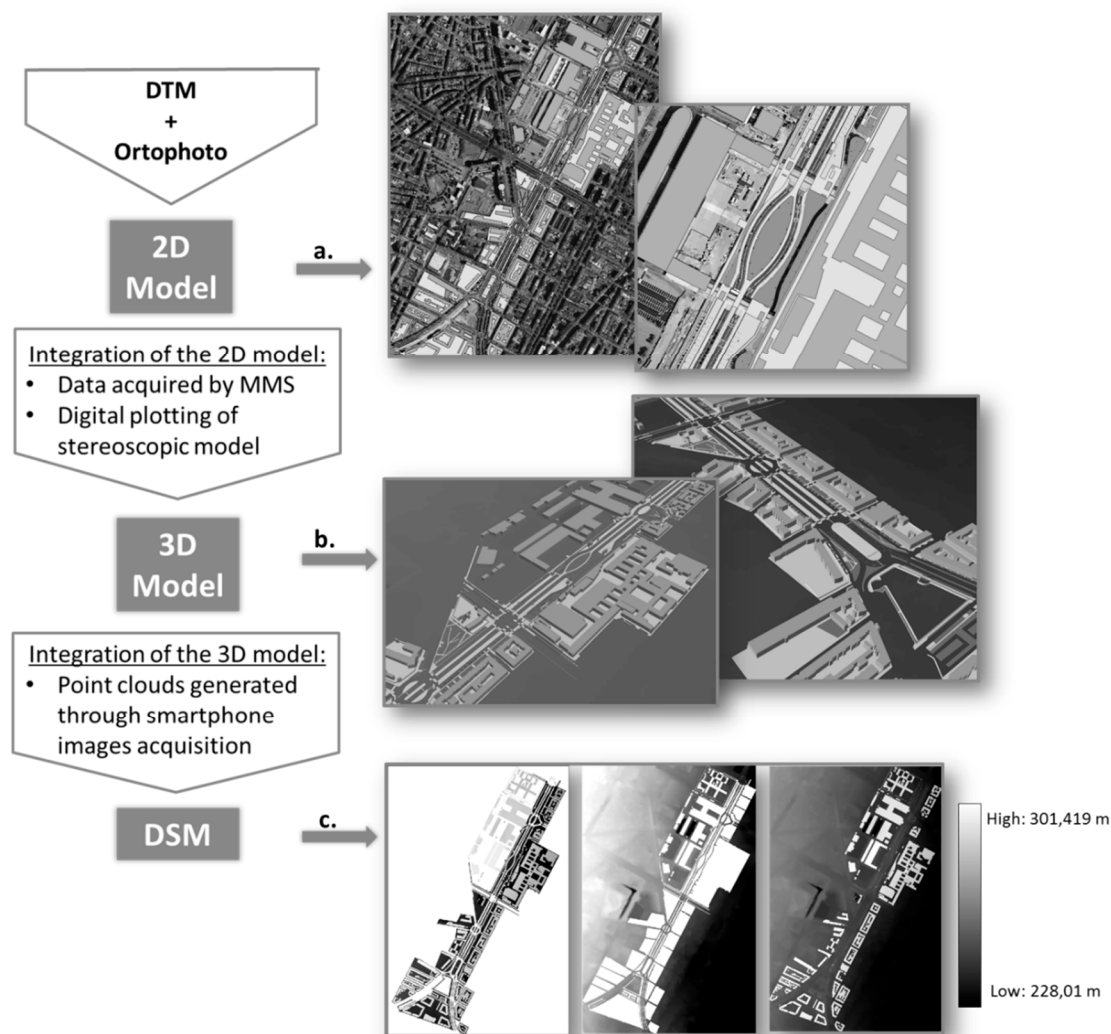 DTM
+
Ortophoto
2D
Model
a.
Integration of the 2D model:
• Data acquired by MMS
• Digital plotting of
stereoscopic model
3D
Model
b.
Integration of the 3D model:
• Point clouds generated
through smartphone
images acquisition
DSM
c.
High: 301,419 m
Low: 228,01 m